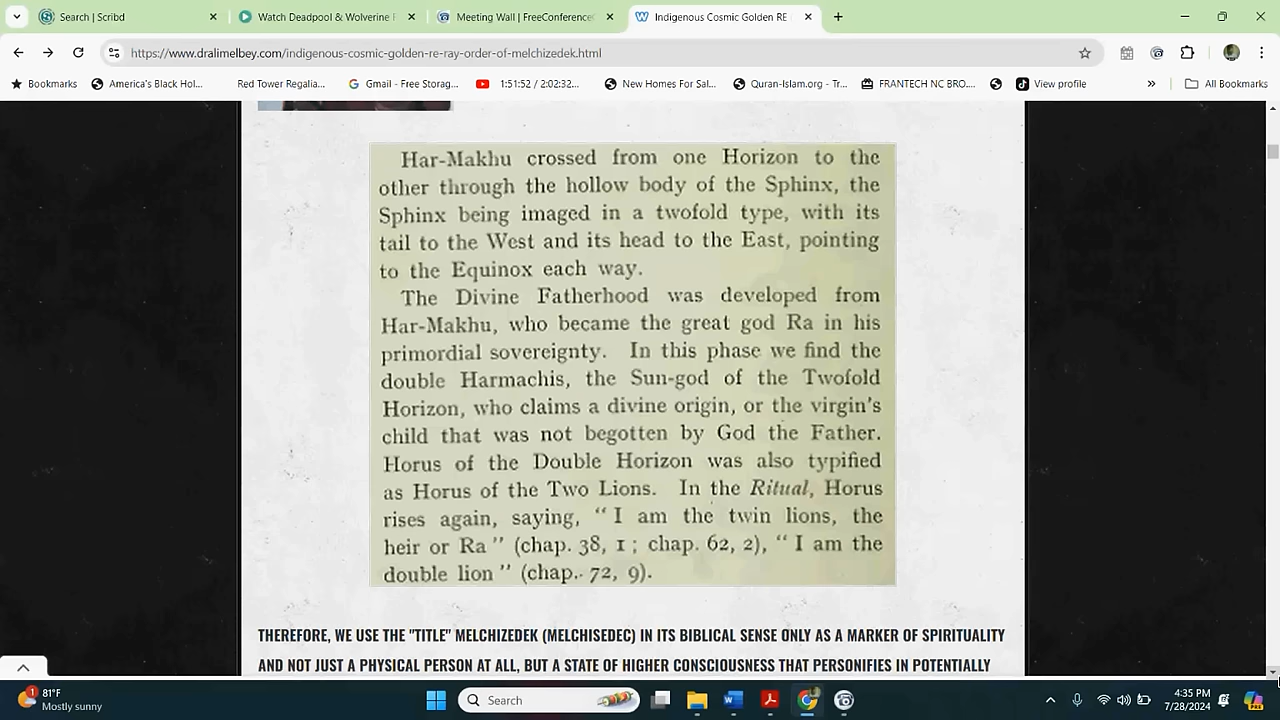 Search | Scribd
Watch Deadpool & Wolverine
Meeting Wall | FreeConference
Indigenous Cosmic Golden RE
https://www.dralimelbey.com/indigenous-cosmic-golden-re-ray-order-of-melchizedek.html
Bookmarks
America's Black Hol...
Red Tower Regalia...
Gmail - Free Storag...
1:51:52 / 2:02:32...
New Homes For Sal...
Quran-Islam.org - Tr...
FRANTECH NC BRO....
View profile
All Bookmarks
Har-Makhu crossed from one Horizon to the
other through the hollow body of the Sphinx, the
Sphinx being imaged in a twofold type, with its
tail to the West and its head to the East, pointing
to the Equinox each way.
The Divine Fatherhood was developed from
Har-Makhu, who became the great god Ra in his
primordial sovereignty. In this phase we find the
double Harmachis, the Sun-god of the Twofold
Horizon, who claims a divine origin, or the virgin's
child that was not begotten by God the Father.
Horus of the Double Horizon was also typified
as Horus of the Two Lions. In the Ritual, Horus
rises again, saying, "I am the twin lions, the
heir or Ra" (chap. 38, 1; chap. 62, 2), "I am the
double lion" (chap. 72, 9).
THEREFORE, WE USE THE "TITLE" MELCHIZEDEK (MELCHISEDEC) IN ITS BIBLICAL SENSE ONLY AS A MARKER OF SPIRITUALITY
AND NOT JUST A PHYSICAL PERSON AT ALL, BUT A STATE OF HIGHER CONSCIOUSNESS THAT PERSONIFIES IN POTENTIALLY
1
81°F
Mostly sunny
Search
4:35 PM
7/28/2024